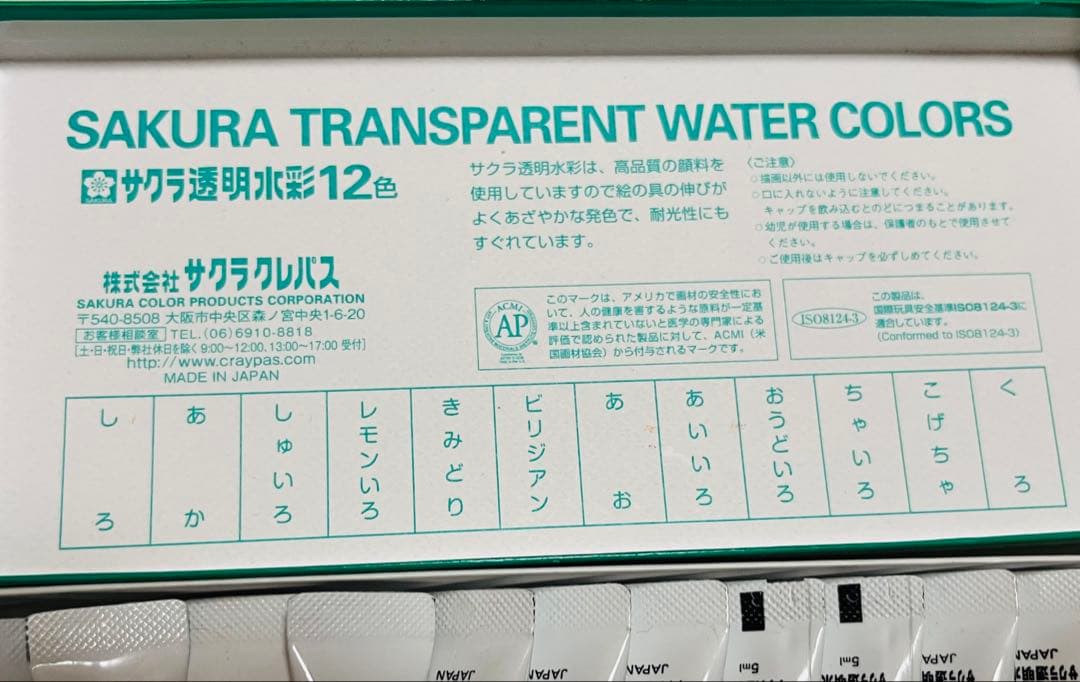 SAKURA TRANSPARENT WATER COLORS
SAKURA
サクラ透明水彩12色
サクラ透明水彩は、高品質の顔料を
使用していますので絵の具の伸びが
よくあざやかな発色で、耐光性にも
すぐれています。
〈ご注意〉
○描画以外には使用しないでください。
○口に入れないように注意してください。
キャップを飲み込むとのどにつまることがあります。
○幼児が使用する場合は、保護者のもとで使用させて
ください。
○ご使用後はキャップを必ずしめてください。
株式会社 サクラクレパス
SAKURA COLOR PRODUCTS CORPORATION
〒540-8508 大阪市中央区森ノ宮中央1-6-20
お客様相談室 TEL.(06)6910-8818
[土・日・祝日・弊社休日を除く 9:00〜12:00、13:00〜17:00 受付]
http://www.craypas.com
MADE IN JAPAN
ACMI
AP
このマークは、アメリカで画材の安全性にお
いて、人の健康を害するような原料が一定基
準以上含まれていないと医学の専門家による
評価で認められた製品に対して、ACMI（米
国画材協会）から付与されるマークです。
ISO8124-3
この製品は、
国際玩具安全基準ISO8124-3に
適合しています。
(Conformed to ISO8124-3)
しろ
あか
しゅいろ
レモンいろ
きみどり
ビリジアン
あお
あいいろ
おうどいろ
ちゃいろ
こげちゃ
くろ
JAPAN
JAPAN
JAPAN
5ml
5ml
JAPAN
サクラ透明
JAPAN
サクラ透明水